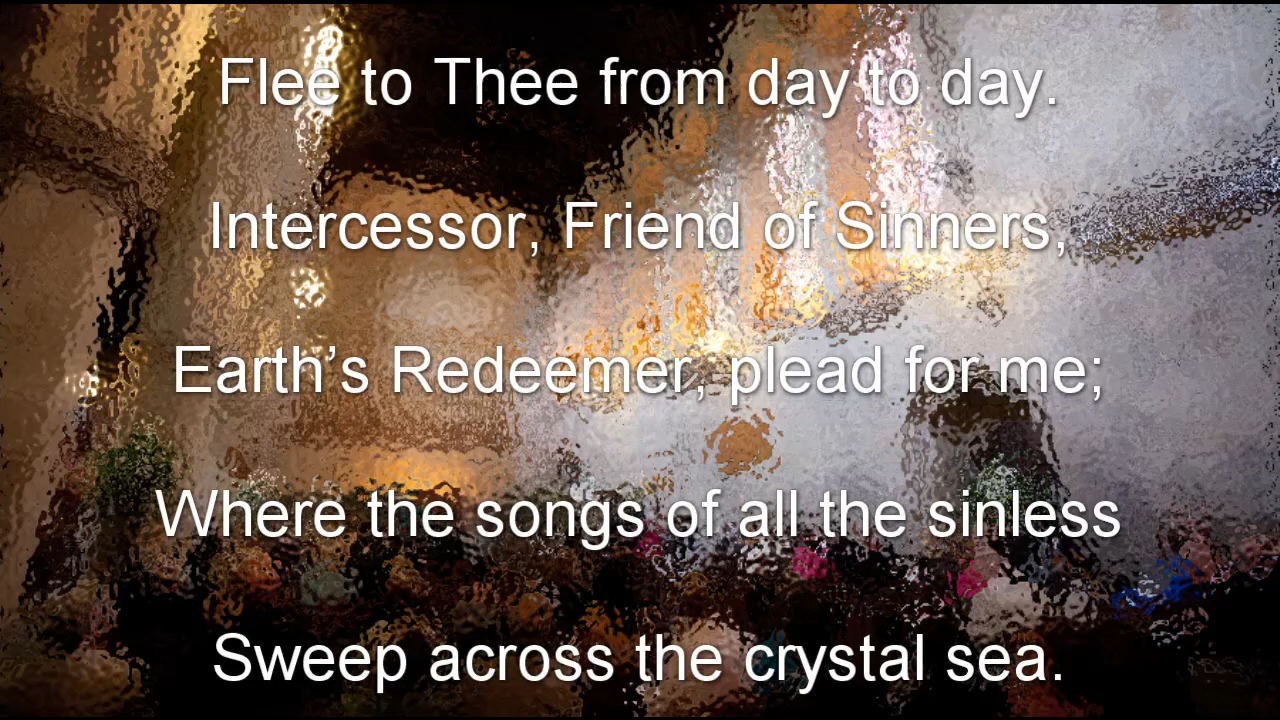 Flee to Thee from day to day.
Intercessor, Friend of Sinners,
Earth’s Redeemer, plead for me;
Where the songs of all the sinless
Sweep across the crystal sea.